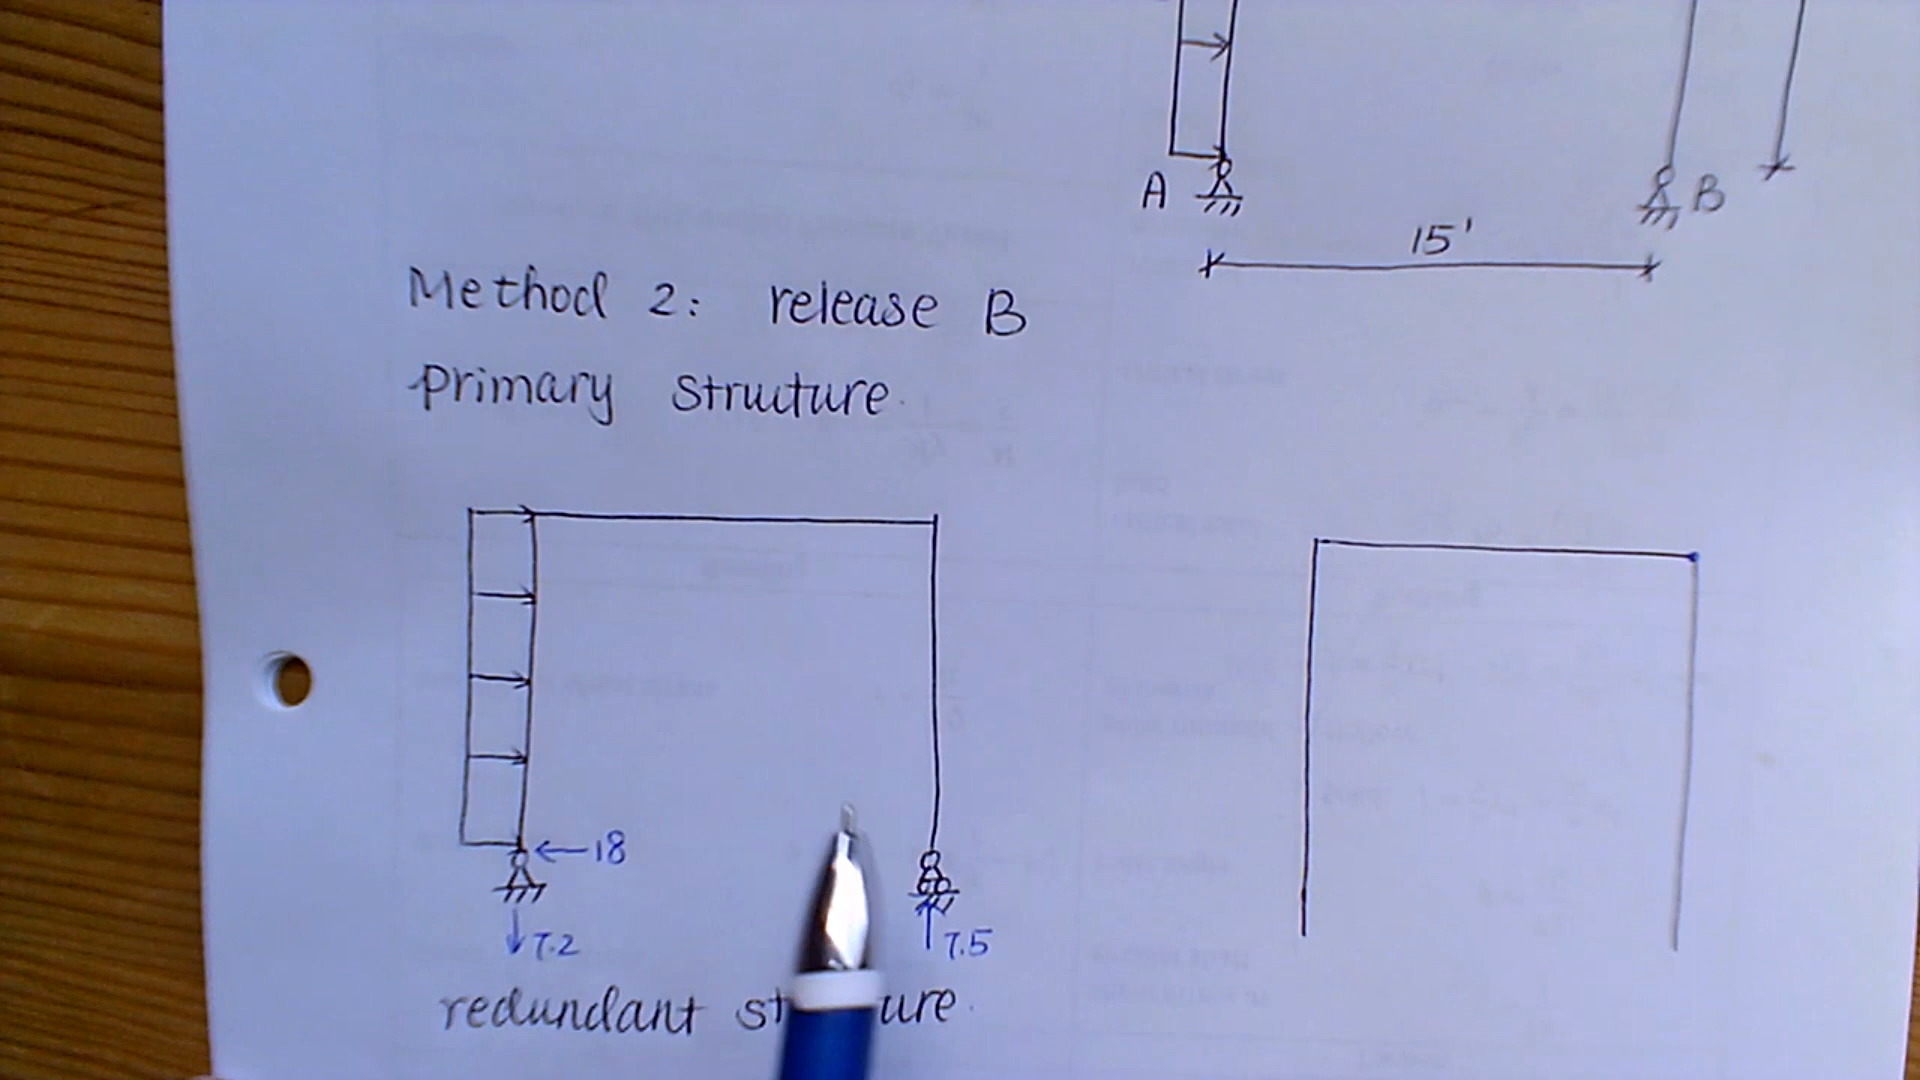 A
B
15'
Method 2: release B
primary structure.
18
7.2
7.5
redundant st ure.